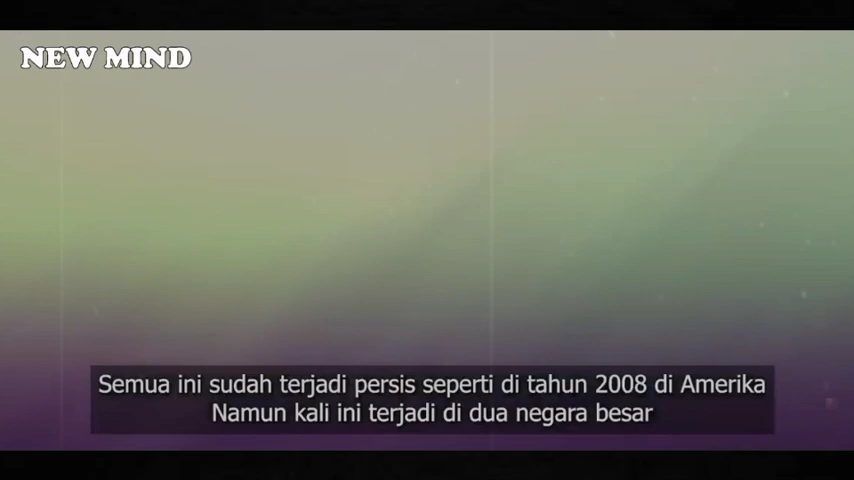 NEW MIND
Semua ini sudah terjadi persis seperti di tahun 2008 di Amerika
Namun kali ini terjadi di dua negara besar